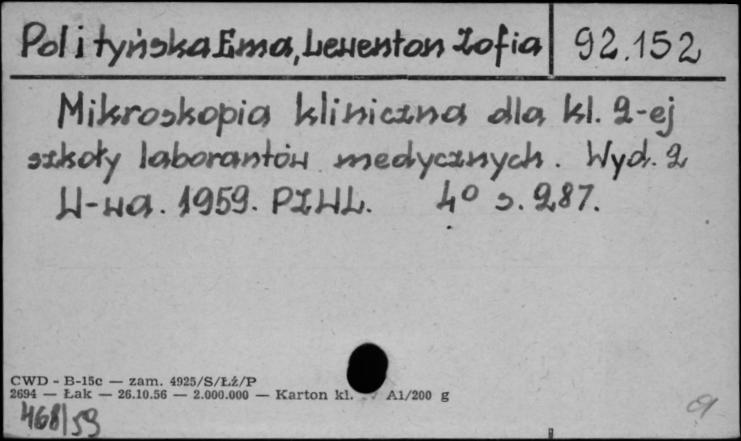 Polityńska Ema, Lewenton Zofia 92.152
Mikroskopia kliniczna dla kl. 2-ej
szkoły laborantów medycznych. Wyd. 2
W-wa. 1959. PZWL. 4° s. 287.
CWD - B-15c — zam. 4925/S/Łż/P
2694 — Łak — 26.10.56 — 2.000.000 — Karton kl. A1/200 g
468/59